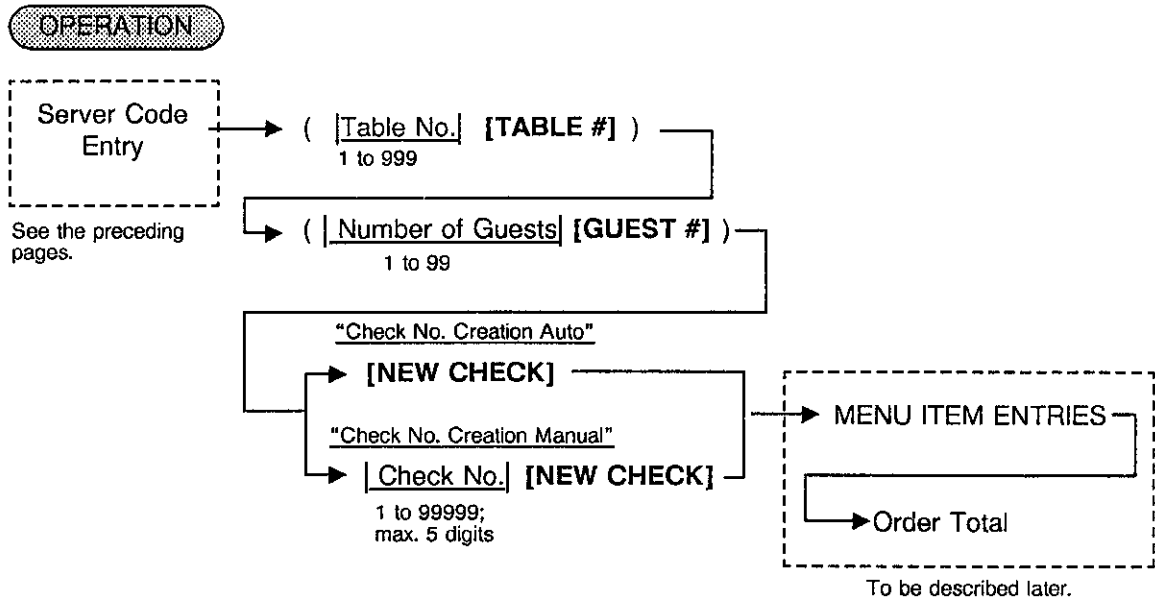 OPERATION
Server Code
Entry
See the preceding
pages.
( Table No. [TABLE #] )
1 to 999
( Number of Guests [GUEST #] )
1 to 99
"Check No. Creation Auto"
[NEW CHECK]
"Check No. Creation Manual"
Check No. [NEW CHECK]
1 to 99999;
max. 5 digits
MENU ITEM ENTRIES
Order Total
To be described later.